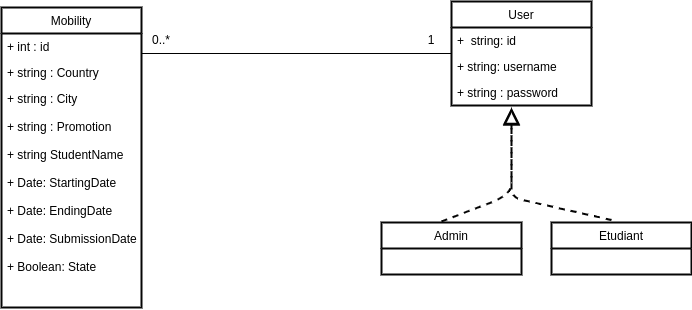 Mobility
+ int : id
+ string : Country
+ string : City
+ string : Promotion
+ string StudentName
+ Date: StartingDate
+ Date: EndingDate
+ Date: SubmissionDate
+ Boolean: State
0..*
1
User
+ string: id
+ string: username
+ string : password
Admin
Etudiant